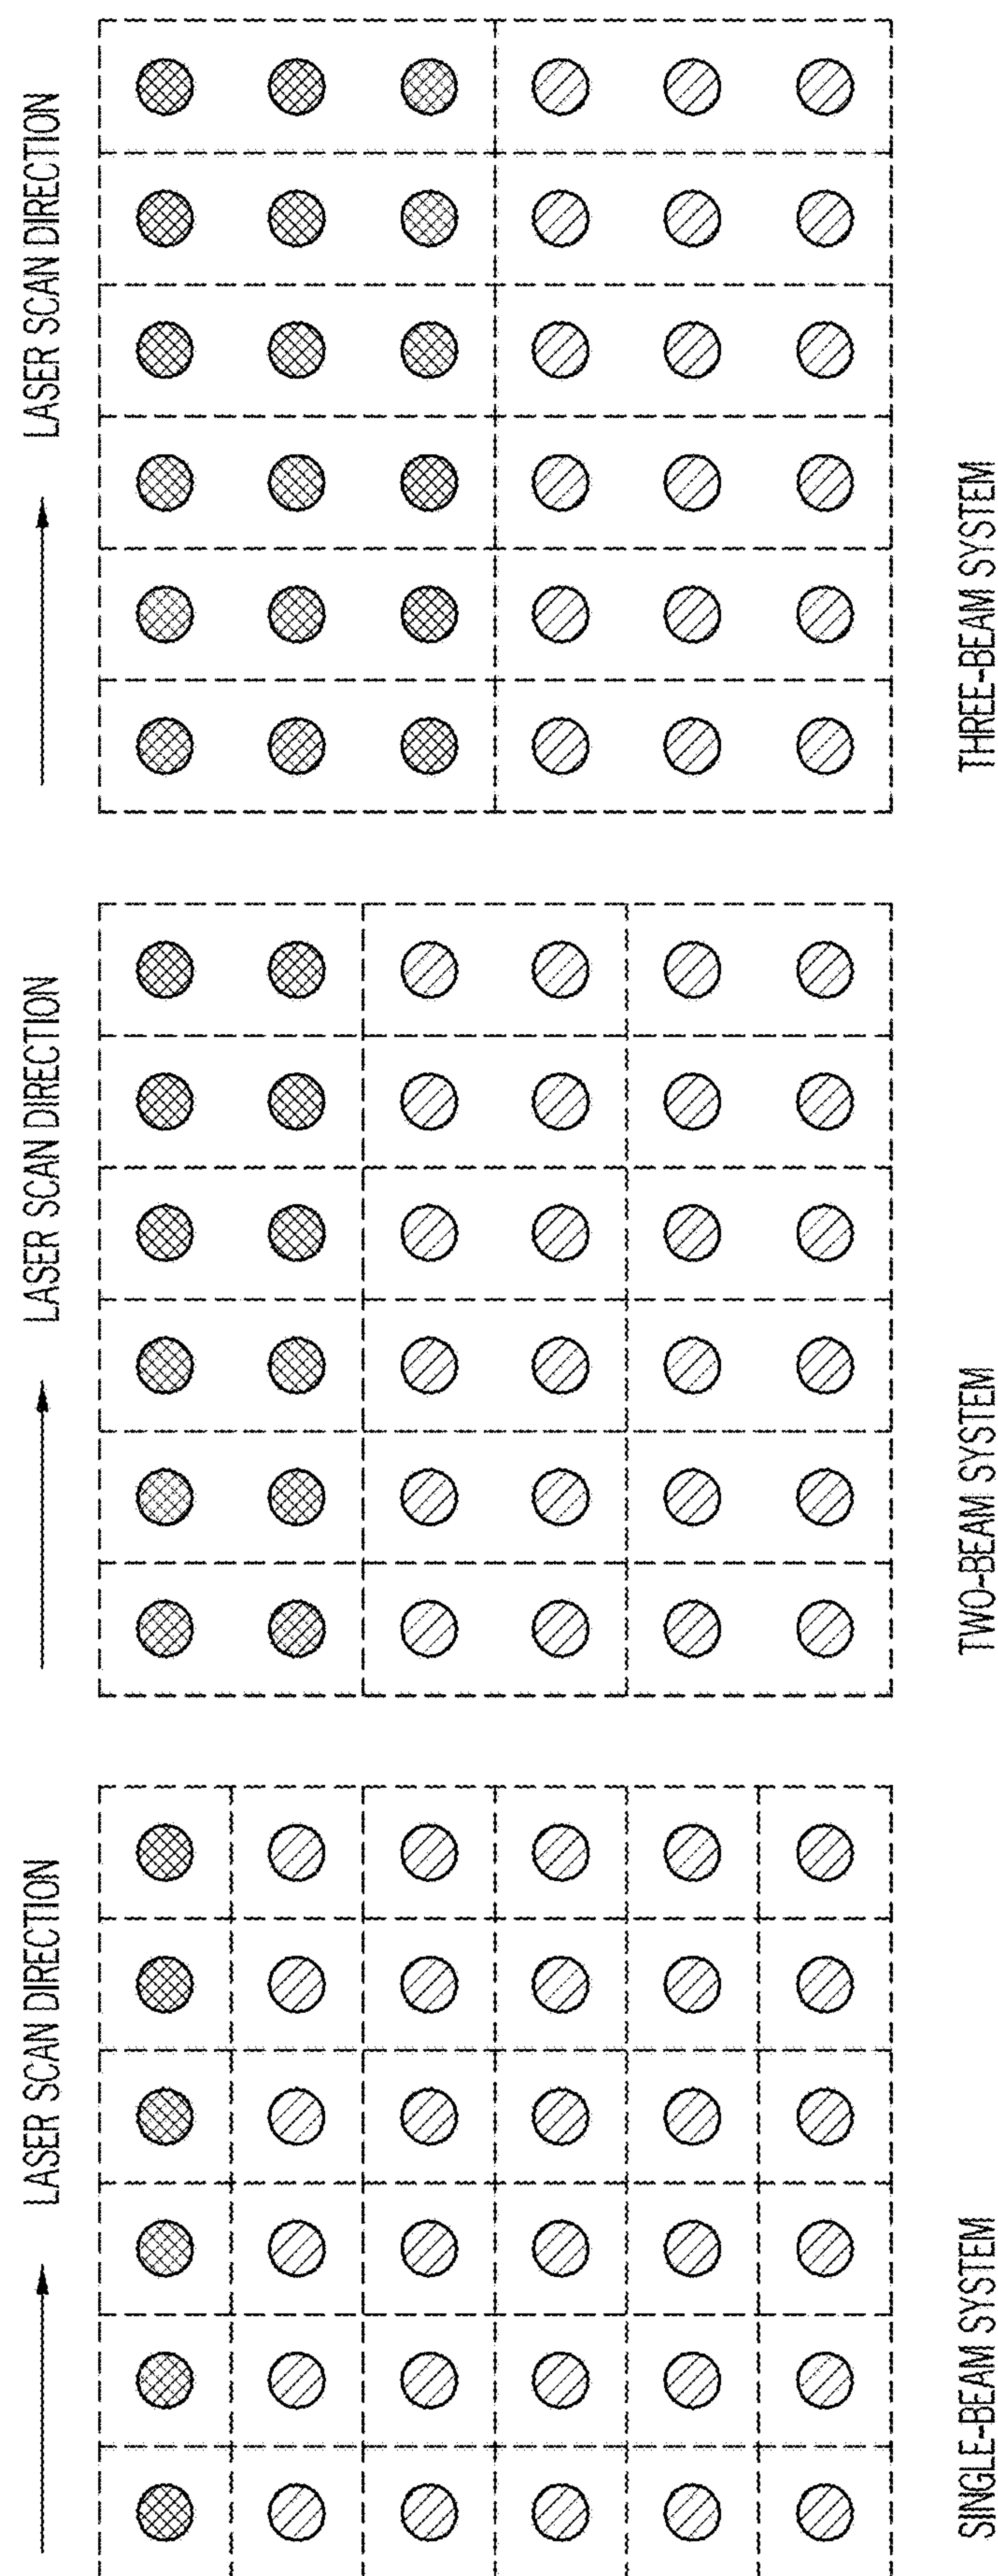 LASER SCAN DIRECTION
SINGLE-BEAM SYSTEM
LASER SCAN DIRECTION
TWO-BEAM SYSTEM
LASER SCAN DIRECTION
THREE-BEAM SYSTEM